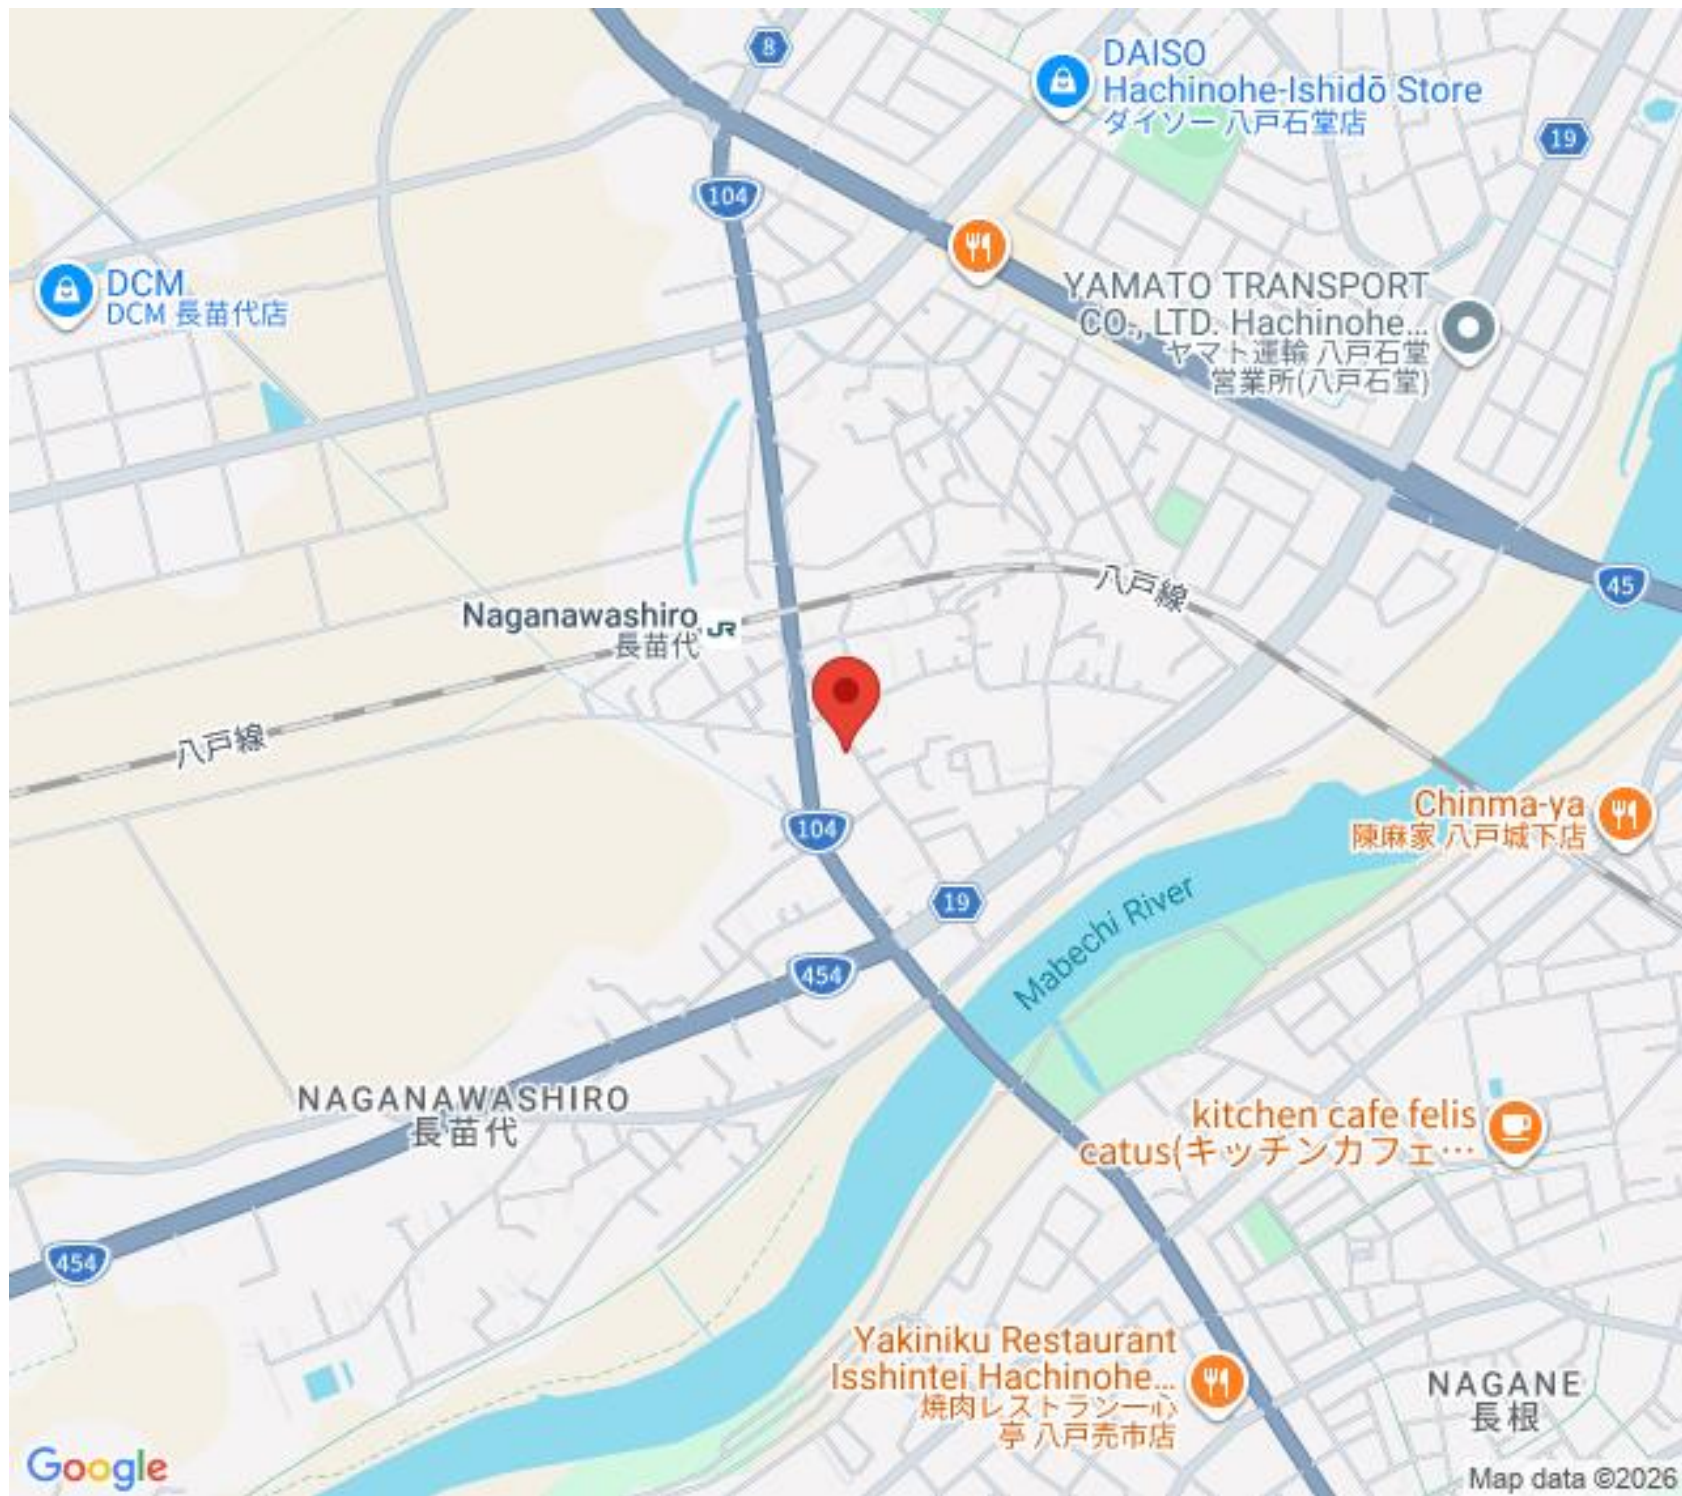 8
DAISO
Hachinohe-Ishidō Store
ダイソー 八戸石堂店
19
104
DCM
DCM 長苗代店
YAMATO TRANSPORT
CO., LTD. Hachinohe...
ヤマト運輸 八戸石堂
営業所(八戸石堂)
八戸線
45
Naganawashiro
長苗代
JR
八戸線
104
Chinma-ya
陳麻家 八戸城下店
19
Mabechi River
454
NAGANAWASHIRO
長苗代
kitchen cafe felis
catus(キッチンカフェ…
454
Yakiniku Restaurant
Isshintei Hachinohe...
焼肉レストラン一心
亭 八戸売市店
NAGANE
長根
Google
Map data ©2026